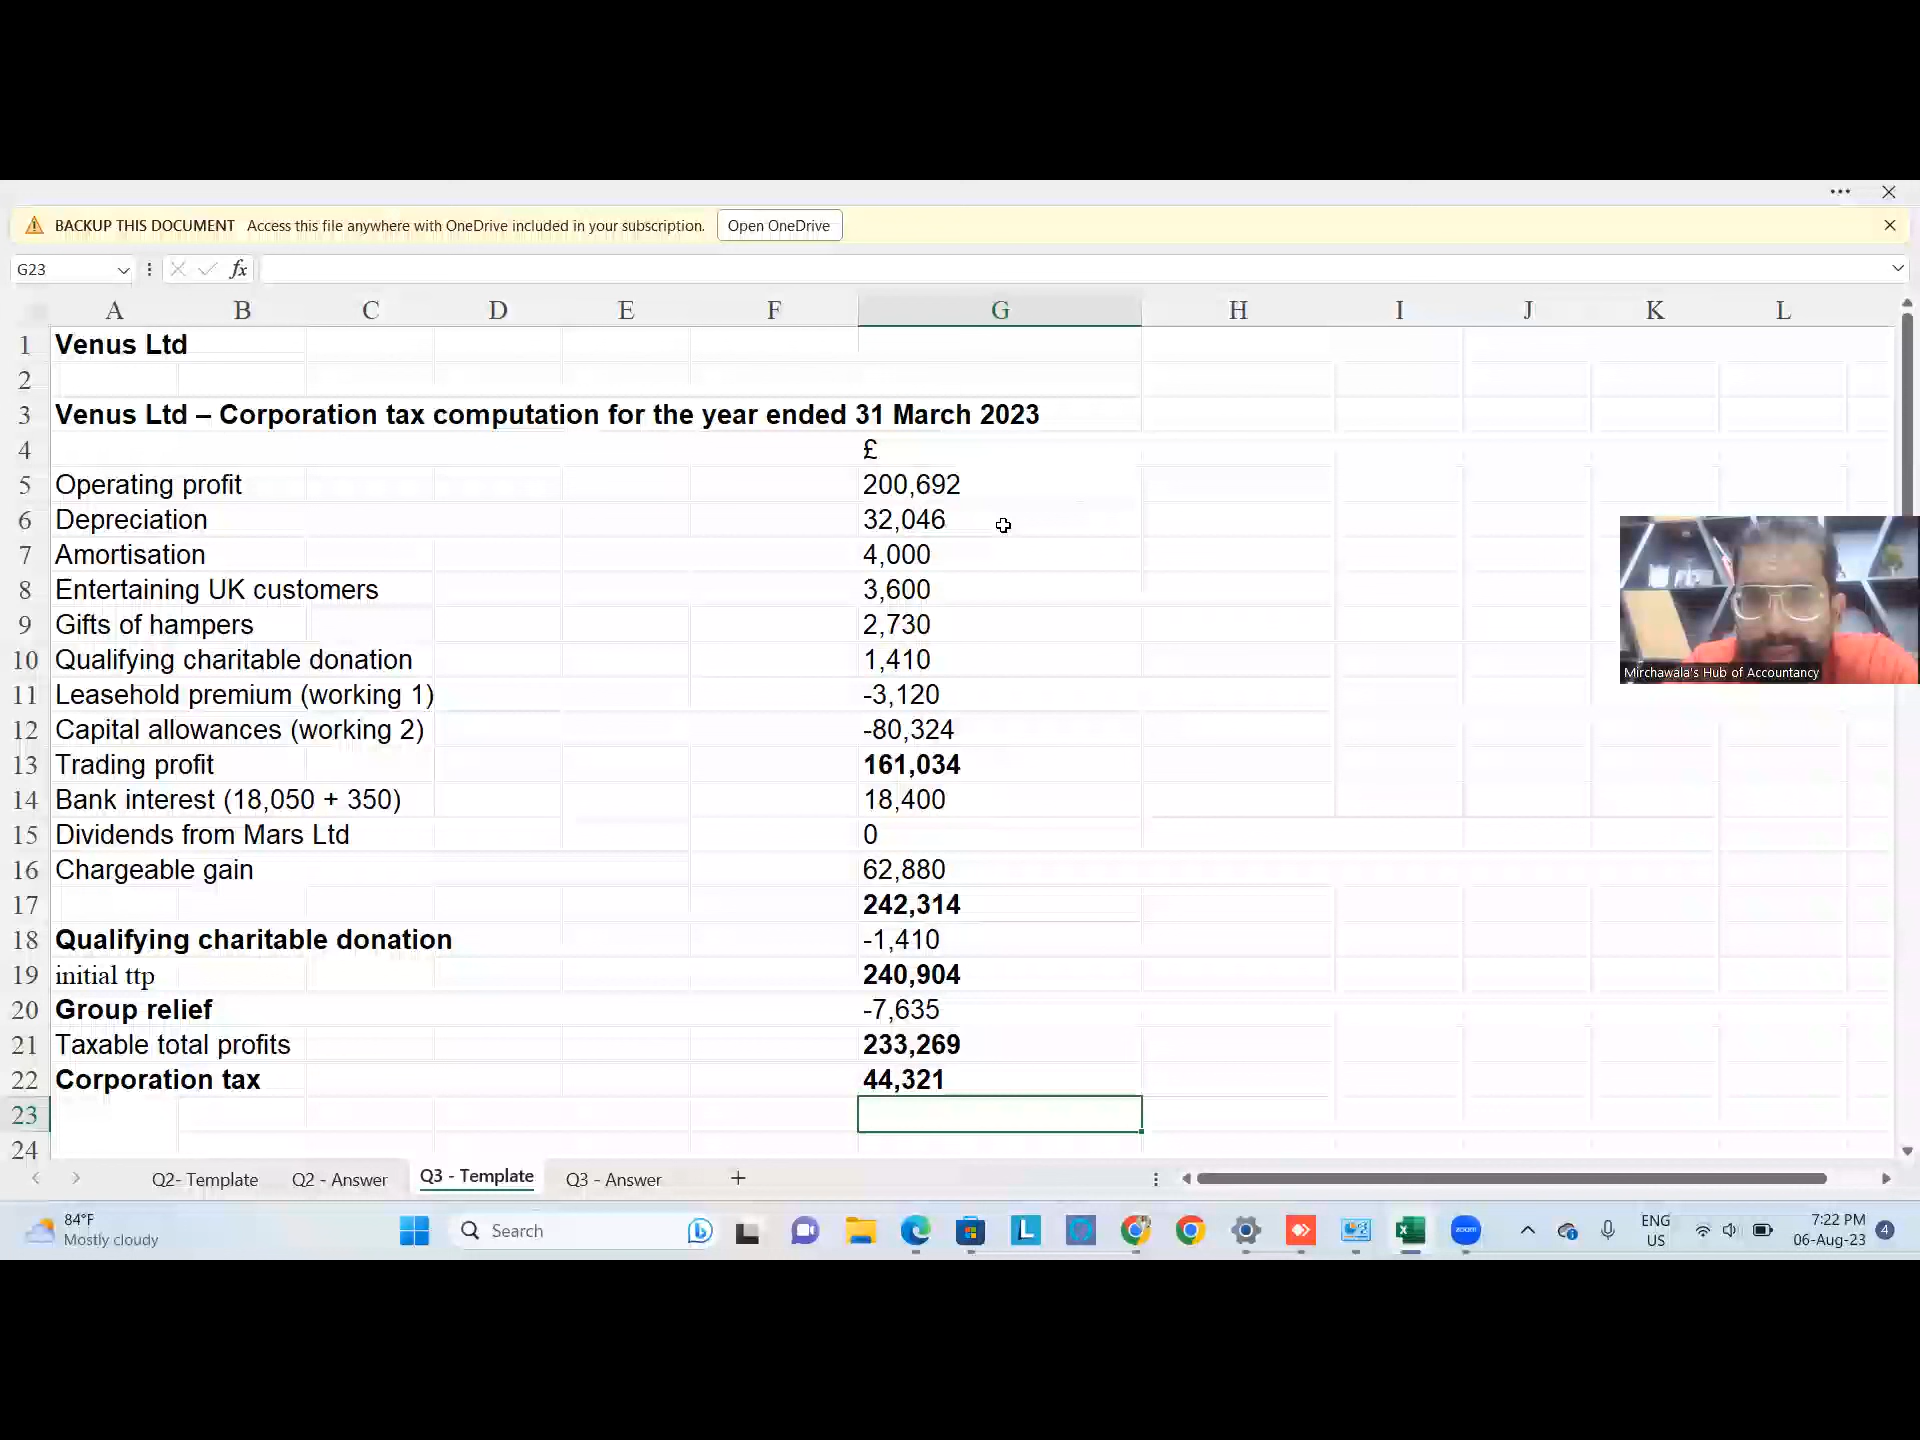 BACKUP THIS DOCUMENT Access this file anywhere with OneDrive included in your subscription. Open OneDrive
G23 fx
A B C D E F G H I J K L
1 Venus Ltd
2
3 Venus Ltd – Corporation tax computation for the year ended 31 March 2023
4 £
5 Operating profit 200,692
6 Depreciation 32,046
7 Amortisation 4,000
8 Entertaining UK customers 3,600
9 Gifts of hampers 2,730
10 Qualifying charitable donation 1,410
11 Leasehold premium (working 1) -3,120
12 Capital allowances (working 2) -80,324
13 Trading profit 161,034
14 Bank interest (18,050 + 350) 18,400
15 Dividends from Mars Ltd 0
16 Chargeable gain 62,880
17 242,314
18 Qualifying charitable donation -1,410
19 initial ttp 240,904
20 Group relief -7,635
21 Taxable total profits 233,269
22 Corporation tax 44,321
23
24
Mirchawala's Hub of Accountancy
Q2- Template Q2 - Answer Q3 - Template Q3 - Answer +
84°F
Mostly cloudy
Search
L
zoom
ENG
US
7:22 PM
06-Aug-23
4